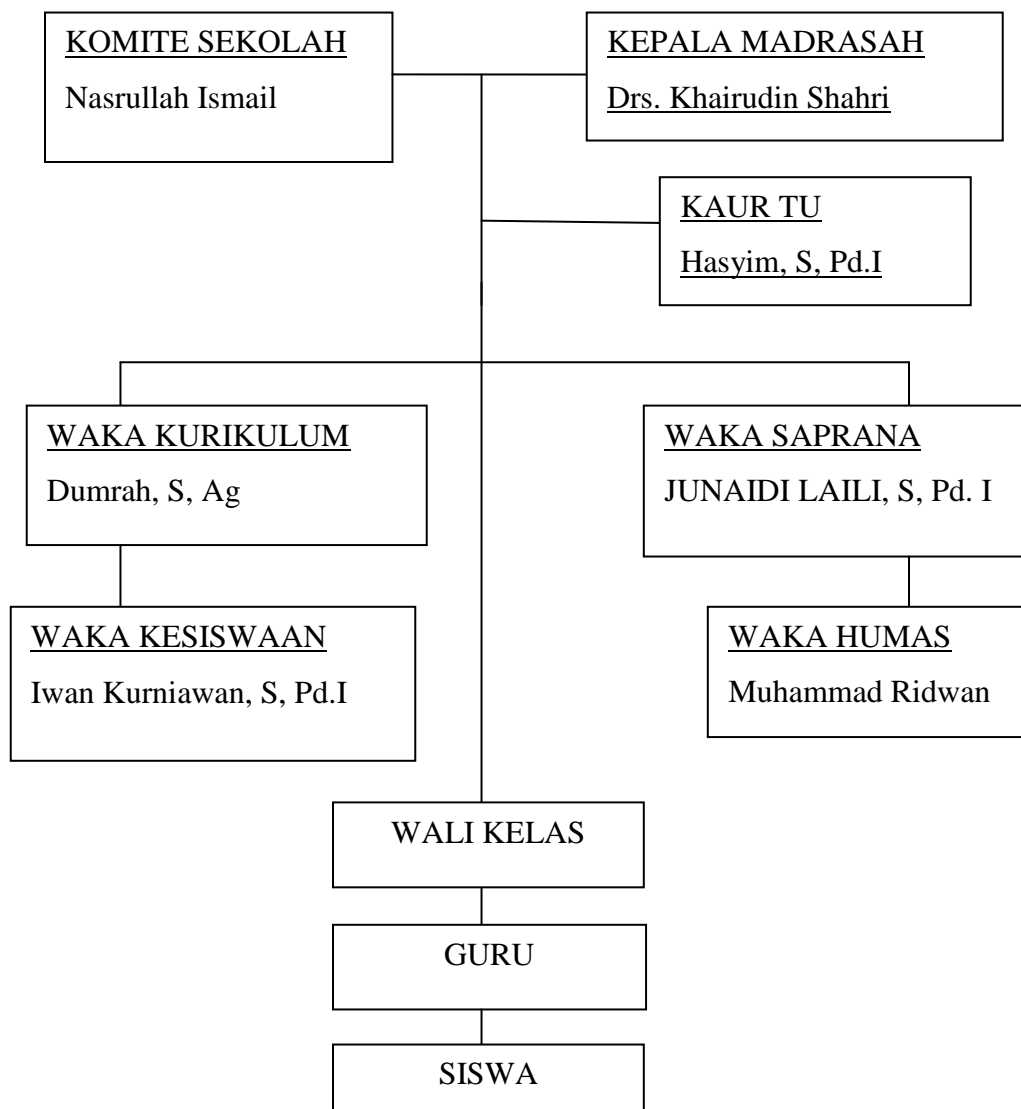 KOMITE SEKOLAH
Nasrullah Ismail
KEPALA MADRASAH
Drs. Khairudin Shahri
KAUR TU
Hasyim, S, Pd.I
WAKA KURIKULUM
Dumrah, S, Ag
WAKA SAPRANA
JUNAIDI LAILI, S, Pd. I
WAKA KESISWAAN
Iwan Kurniawan, S, Pd.I
WAKA HUMAS
Muhammad Ridwan
WALI KELAS
GURU
SISWA